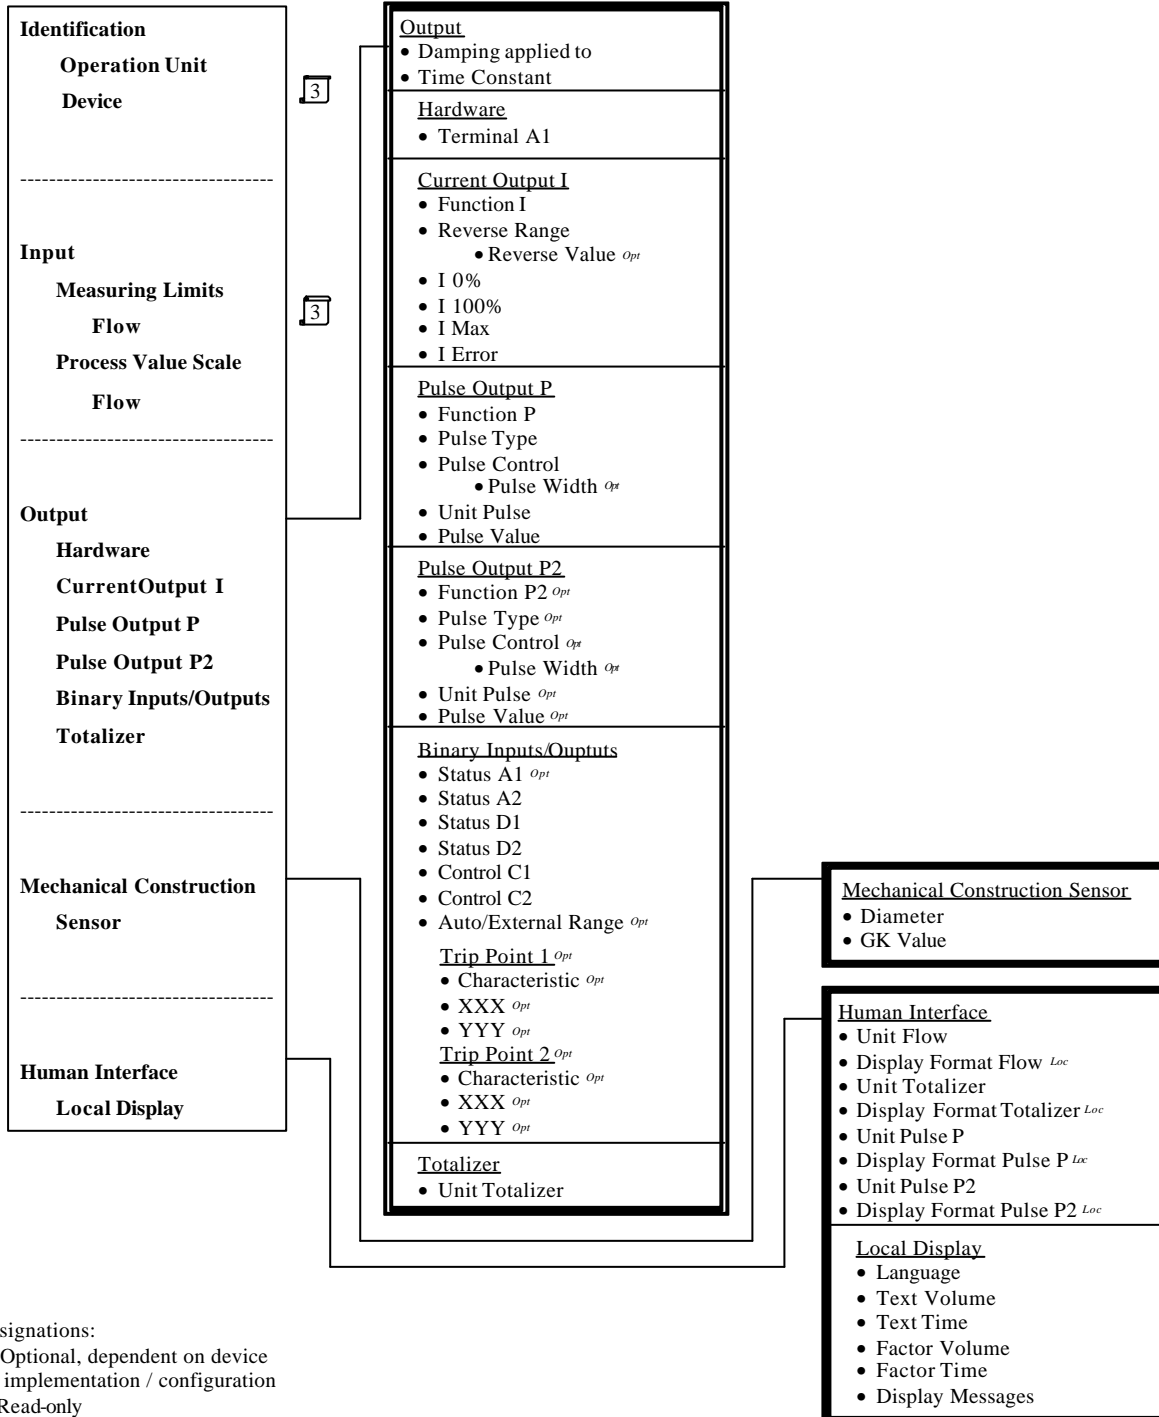 Identification
Operation Unit
Device
3
------------------------------------
Input
Measuring Limits
Flow
3
Process Value Scale
Flow
------------------------------------
Output
Hardware
CurrentOutput I
Pulse Output P
Pulse Output P2
Binary Inputs/Outputs
Totalizer
------------------------------------
Mechanical Construction
Sensor
------------------------------------
Human Interface
Local Display
Output
• Damping applied to
• Time Constant
Hardware
• Terminal A1
Current Output I
• Function I
• Reverse Range
• Reverse Value Opt
• I 0%
• I 100%
• I Max
• I Error
Pulse Output P
• Function P
• Pulse Type
• Pulse Control
• Pulse Width Opt
• Unit Pulse
• Pulse Value
Pulse Output P2
• Function P2 Opt
• Pulse Type Opt
• Pulse Control Opt
• Pulse Width Opt
• Unit Pulse Opt
• Pulse Value Opt
Binary Inputs/Ouptuts
• Status A1 Opt
• Status A2
• Status D1
• Status D2
• Control C1
• Control C2
• Auto/External Range Opt
Trip Point 1 Opt
• Characteristic Opt
• XXX Opt
• YYY Opt
Trip Point 2 Opt
• Characteristic Opt
• XXX Opt
• YYY Opt
Totalizer
• Unit Totalizer
Mechanical Construction Sensor
• Diameter
• GK Value
Human Interface
• Unit Flow
• Display Format Flow Loc
• Unit Totalizer
• Display Format Totalizer Loc
• Unit Pulse P
• Display Format Pulse P Loc
• Unit Pulse P2
• Display Format Pulse P2 Loc
Local Display
• Language
• Text Volume
• Text Time
• Factor Volume
• Factor Time
• Display Messages
signations:
Optional, dependent on device
implementation / configuration
Read-only